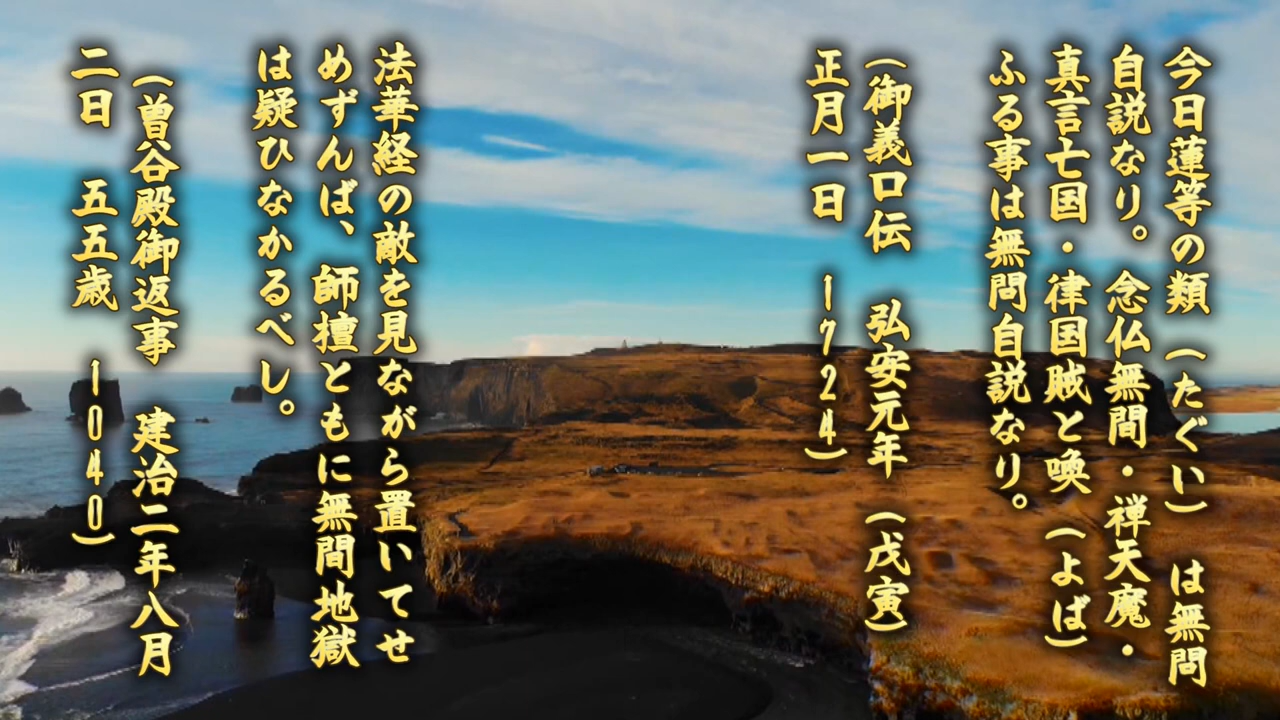 今日蓮等の類（たぐい）　は無問
自説なり。念仏無間・禅天魔・
真言亡国・律国賊と喚（よば）
ふる事は無問自説なり。
（御義口伝　弘安元年（戊寅）
正月一日　1724）
法華経の敵を見ながら置いてせ
めずんば、師檀ともに無間地獄
は疑ひなかるべし。
（曽谷殿御返事　建治二年八月
二日　五五歳　1040）